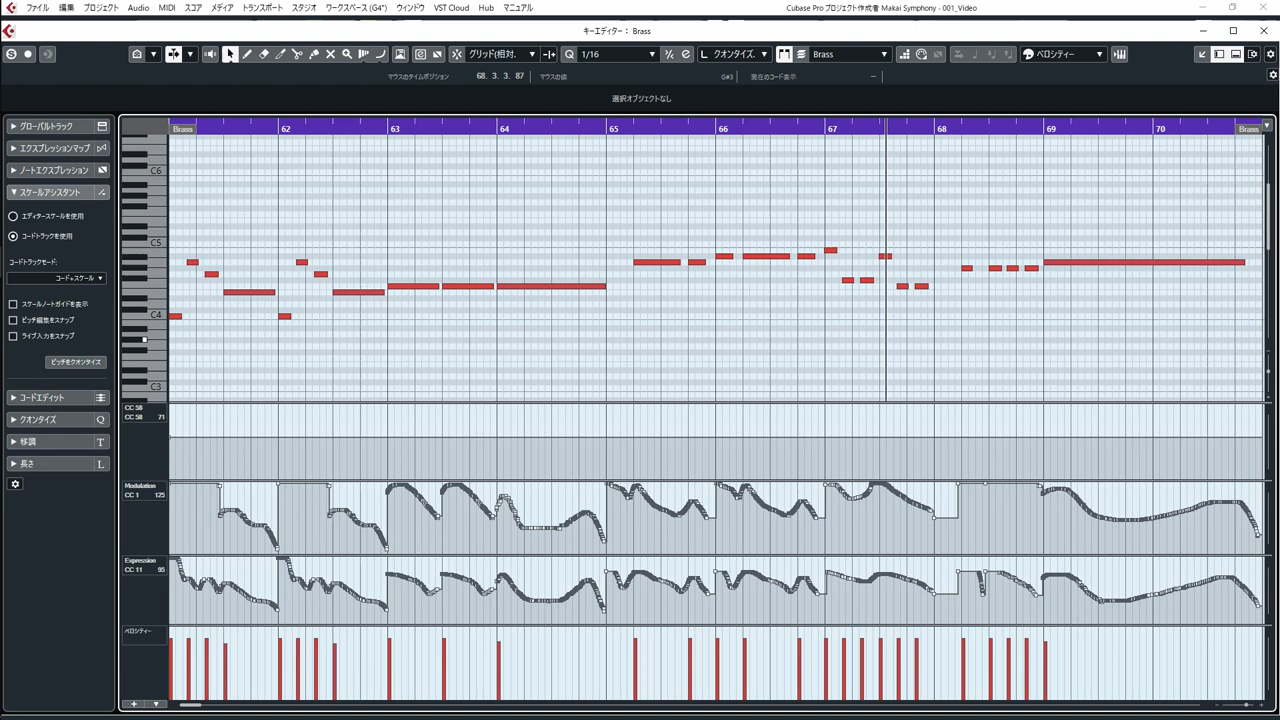 ファイル 編集 プロジェクト Audio MIDI スコア メディア トランスポート スタジオ ワークスペース (G4*) ウィンドウ VST Cloud Hub マニュアル Cubase Pro プロジェクト作成者 Makai Symphony - 001_Video
キーエディター： Brass
グリッド(相対. 1/16 クオンタイズ. Brass ベロシティー
マウスのタイムポジション 68. 3. 3. 87 マウスの値 G#3 現在のコード表示 –
選択オブジェクトなし
グローバルトラック
エクスプレッションマップ
ノートエクスプレッション
スケールアシスタント
エディタースケールを使用
コードトラックを使用
コードトラックモード:
コード+スケール
スケールノートガイドを表示
ピッチ編集をスナップ
ライブ入力をスナップ
ピッチをクオンタイズ
コードエディット
クオンタイズ Q
移調 T
長さ L
Brass 62 63 64 65 66 67 68 69 70 Brass
C6
C5
C4
C3
CC 58
CC 58 71
Modulation
CC 1 125
Expression
CC 11 95
ベロシティー